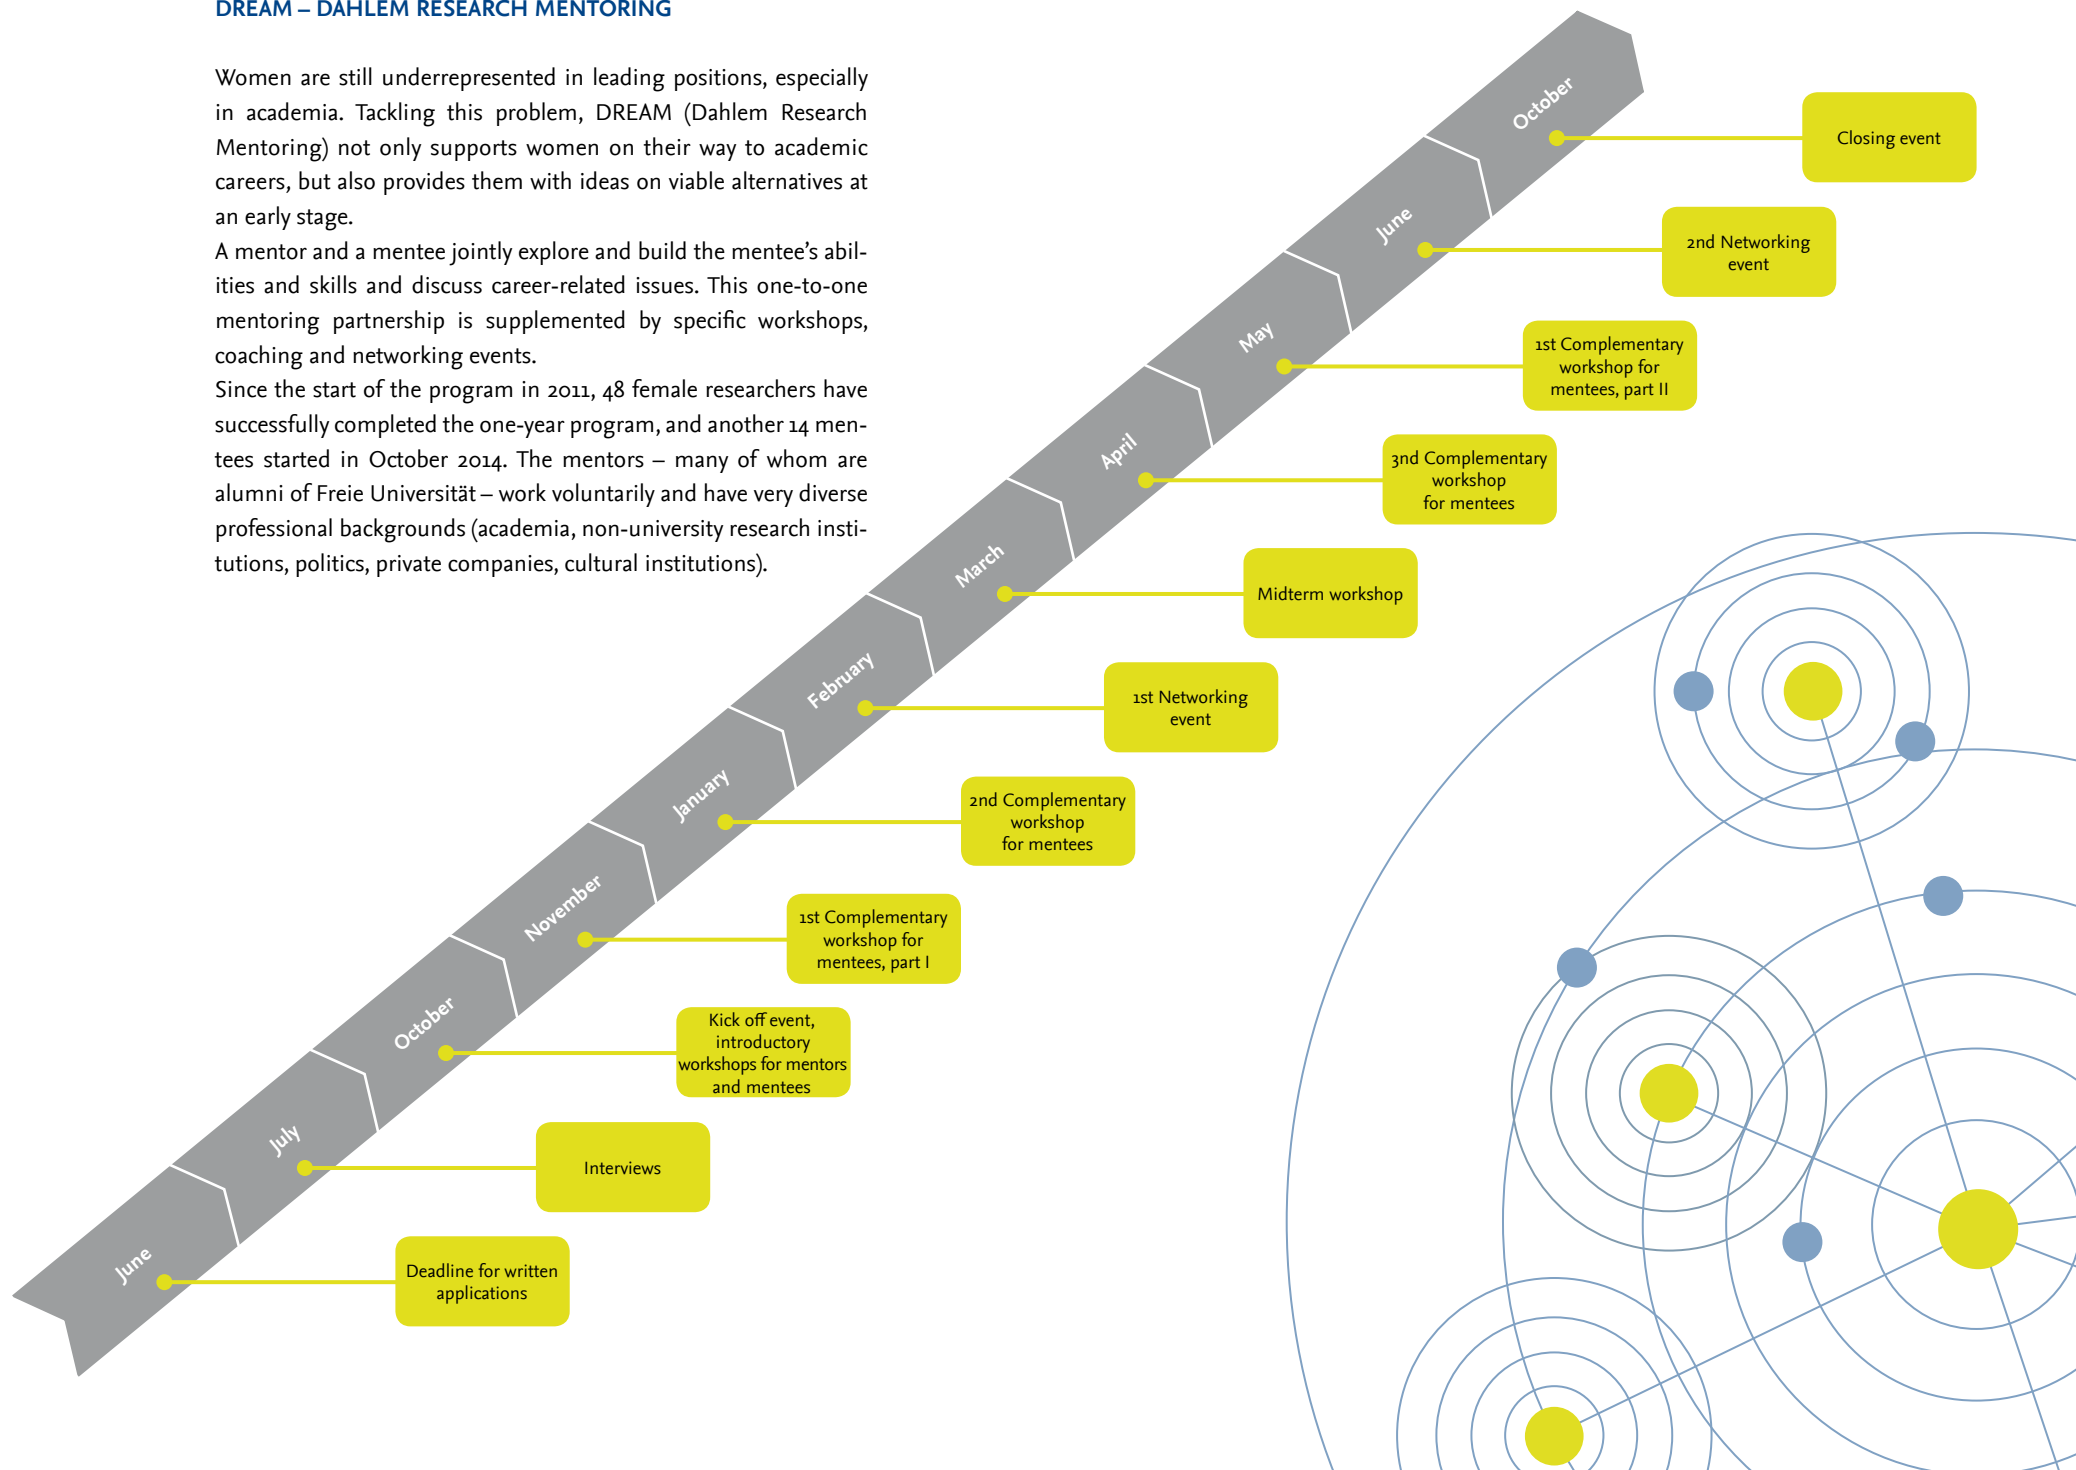 DREAM – DAHLEM RESEARCH MENTORING
Women are still underrepresented in leading positions, especially
in academia. Tackling this problem, DREAM (Dahlem Research
Mentoring) not only supports women on their way to academic
careers, but also provides them with ideas on viable alternatives at
an early stage.
A mentor and a mentee jointly explore and build the mentee’s abil-
ities and skills and discuss career-related issues. This one-to-one
mentoring partnership is supplemented by specific workshops,
coaching and networking events.
Since the start of the program in 2011, 48 female researchers have
successfully completed the one-year program, and another 14 men-
tees started in October 2014. The mentors – many of whom are
alumni of Freie Universität – work voluntarily and have very diverse
professional backgrounds (academia, non-university research insti-
tutions, politics, private companies, cultural institutions).
October
Closing event
June
2nd Networking
event
May
1st Complementary
workshop for
mentees, part II
April
3nd Complementary
workshop
for mentees
March
Midterm workshop
February
1st Networking
event
January
2nd Complementary
workshop
for mentees
November
1st Complementary
workshop for
mentees, part I
October
Kick off event,
introductory
workshops for mentors
and mentees
July
Interviews
June
Deadline for written
applications